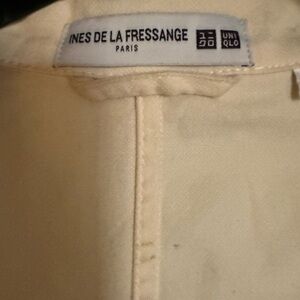 INES DE LA FRESSANGE
PARIS
ユニ
クロ
UNI
QLO